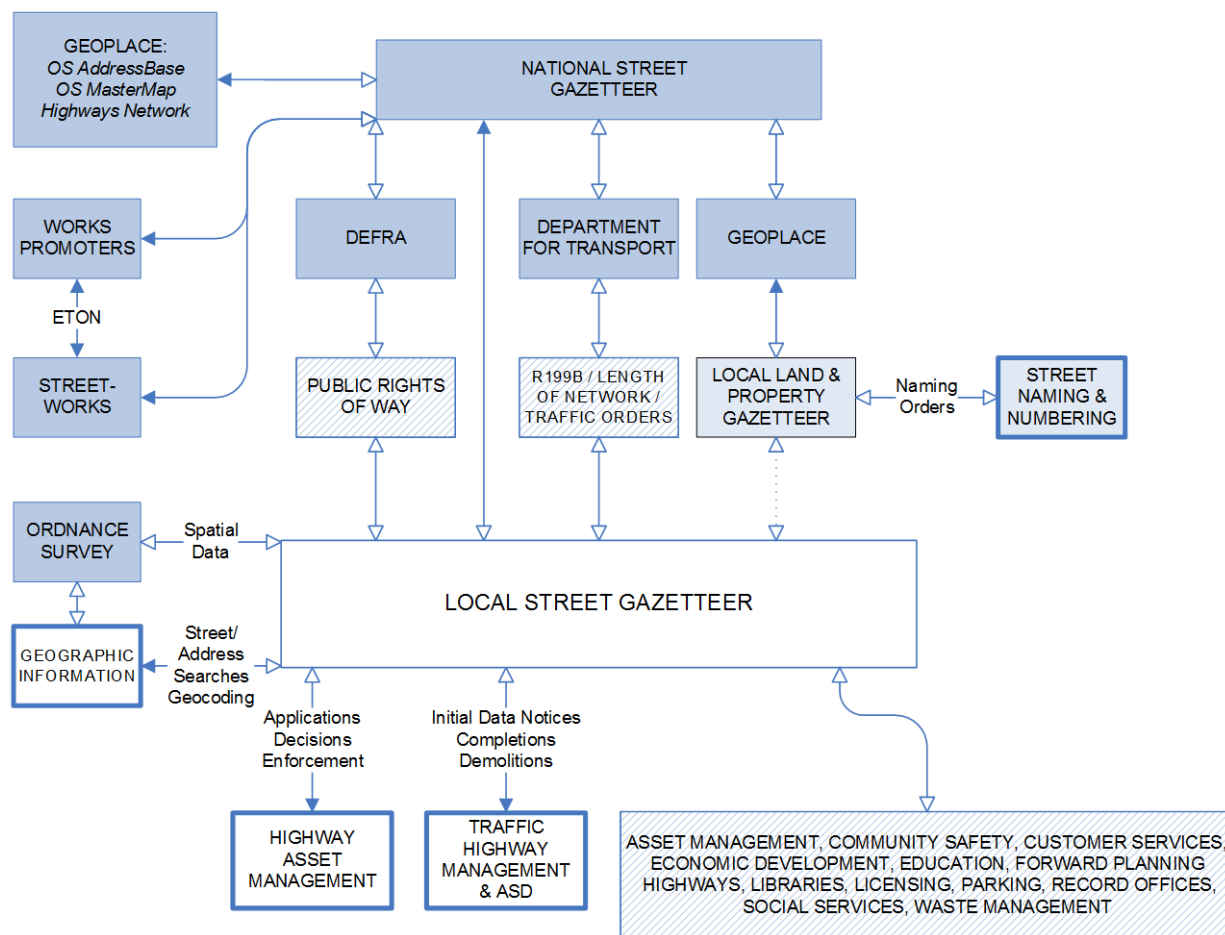 GEOPLACE:
OS AddressBase
OS MasterMap
Highways Network
NATIONAL STREET
GAZETTEER
WORKS
PROMOTERS
DEFRA
DEPARTMENT
FOR TRANSPORT
GEOPLACE
ETON
STREET-
WORKS
PUBLIC RIGHTS
OF WAY
R199B / LENGTH
OF NETWORK /
TRAFFIC ORDERS
LOCAL LAND &
PROPERTY
GAZETTEER
Naming
Orders
STREET
NAMING &
NUMBERING
ORDNANCE
SURVEY
Spatial
Data
LOCAL STREET GAZETTEER
GEOGRAPHIC
INFORMATION
Street/
Address
Searches
Geocoding
Applications
Decisions
Enforcement
Initial Data Notices
Completions
Demolitions
HIGHWAY
ASSET
MANAGEMENT
TRAFFIC
HIGHWAY
MANAGEMENT
& ASD
ASSET MANAGEMENT, COMMUNITY SAFETY, CUSTOMER SERVICES,
ECONOMIC DEVELOPMENT, EDUCATION, FORWARD PLANNING
HIGHWAYS, LIBRARIES, LICENSING, PARKING, RECORD OFFICES,
SOCIAL SERVICES, WASTE MANAGEMENT